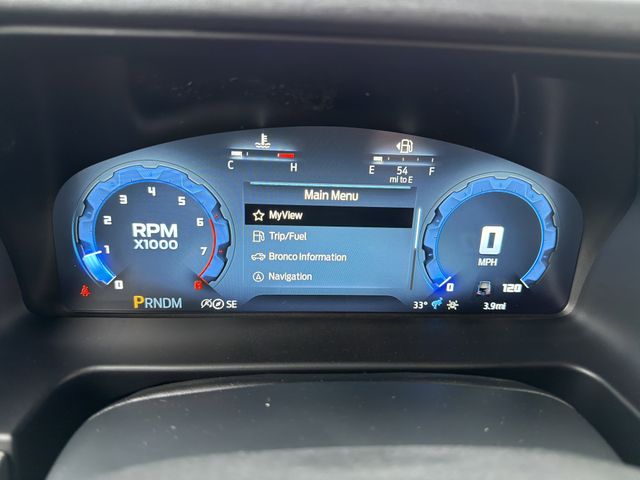 C H
E 54 F
mi to E
Main Menu
MyView
Trip/Fuel
Bronco Information
Navigation
0 1 2 3 4 5 6 7 8
RPM
X1000
0
MPH
0 120
PRNDM
SE
33°
3.9mi